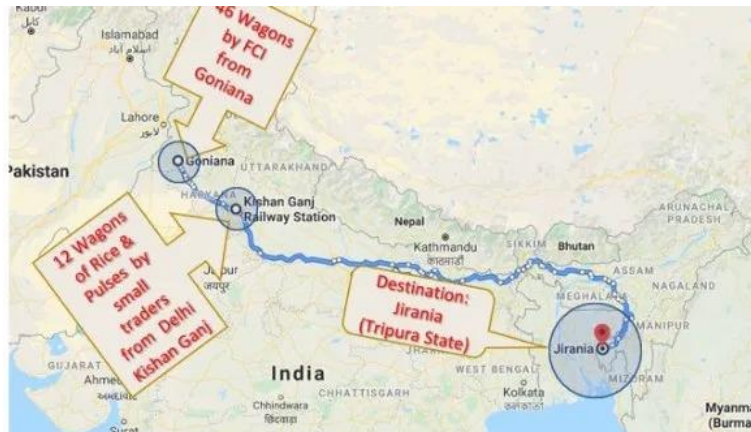 Kabul
کابل
Islamabad
اسلام آباد
46 Wagons
by FCI
from
Goniana
Lahore
لاہور
Pakistan
Goniana
UTTARAKHAND
HARYANA
Kishan Ganj
Railway Station
12 Wagons
of Rice &
Pulses by
small
traders
from Delhi
Kishan Ganj
Jaipur
जयपुर
Nepal
Kathmandu
काठमाडौं
SIKKIM
Bhutan
ARUNACHAL
PRADESH
ASSAM
NAGALAND
MEGHALAYA
MANIPUR
Destination:
Jirania
(Tripura State)
Jirania
MIZORAM
GUJARAT
India
WEST BENGAL
Kolkata
কলকাতা
CHHATTISGARH
Chhindwara
छिंदवाड़ा
Surat
Myanm
(Burma